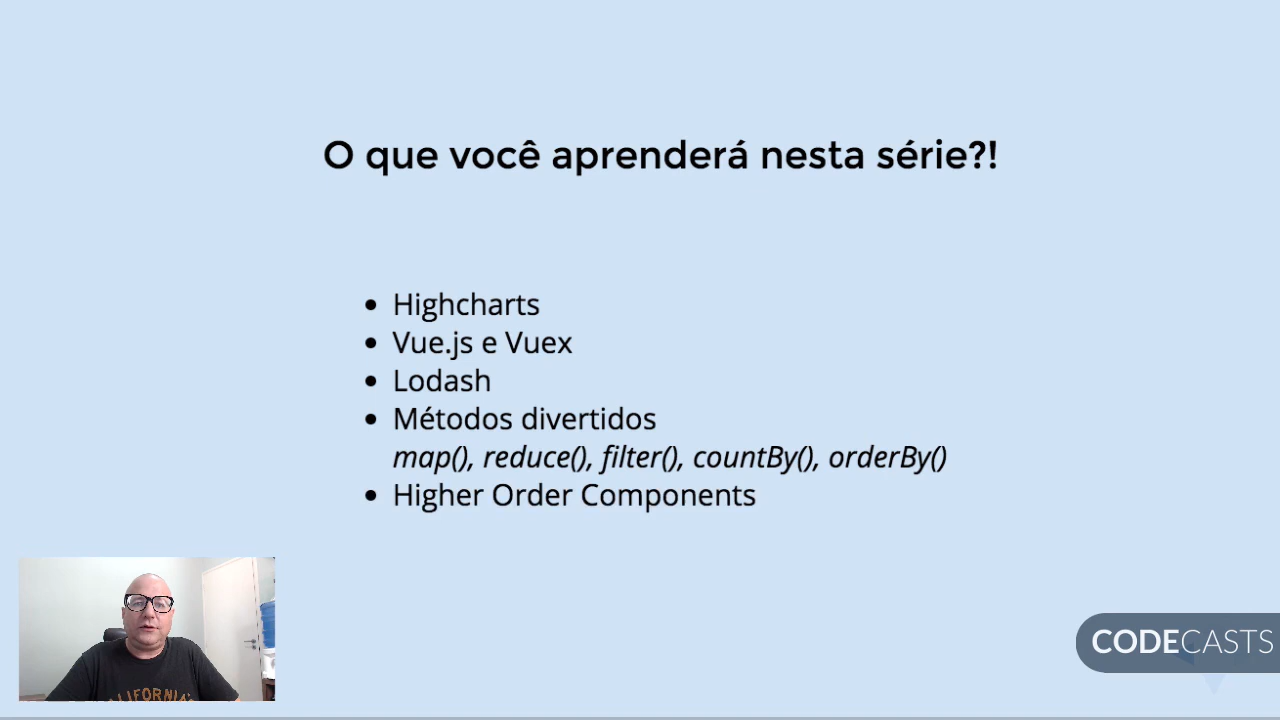 O que você aprenderá nesta série?!
• Highcharts
• Vue.js e Vuex
• Lodash
• Métodos divertidos
map(), reduce(), filter(), countBy(), orderBy()
• Higher Order Components
CALIFORNIA
CODECASTS